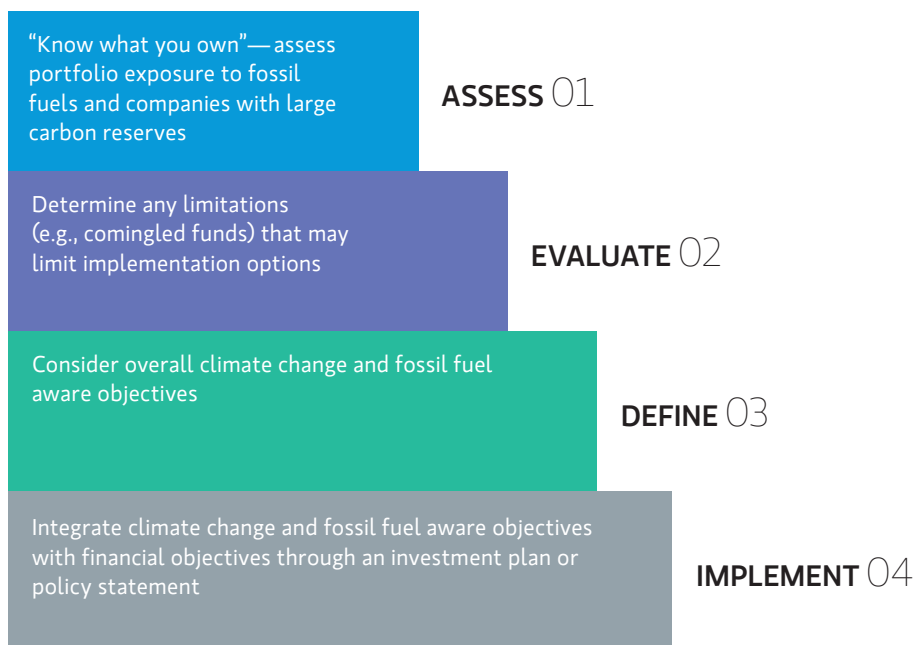 “Know what you own”—assess
portfolio exposure to fossil
fuels and companies with large
carbon reserves
ASSESS 01
Determine any limitations
(e.g., comingled funds) that may
limit implementation options
EVALUATE 02
Consider overall climate change and fossil fuel
aware objectives
DEFINE 03
Integrate climate change and fossil fuel aware objectives
with financial objectives through an investment plan or
policy statement
IMPLEMENT 04